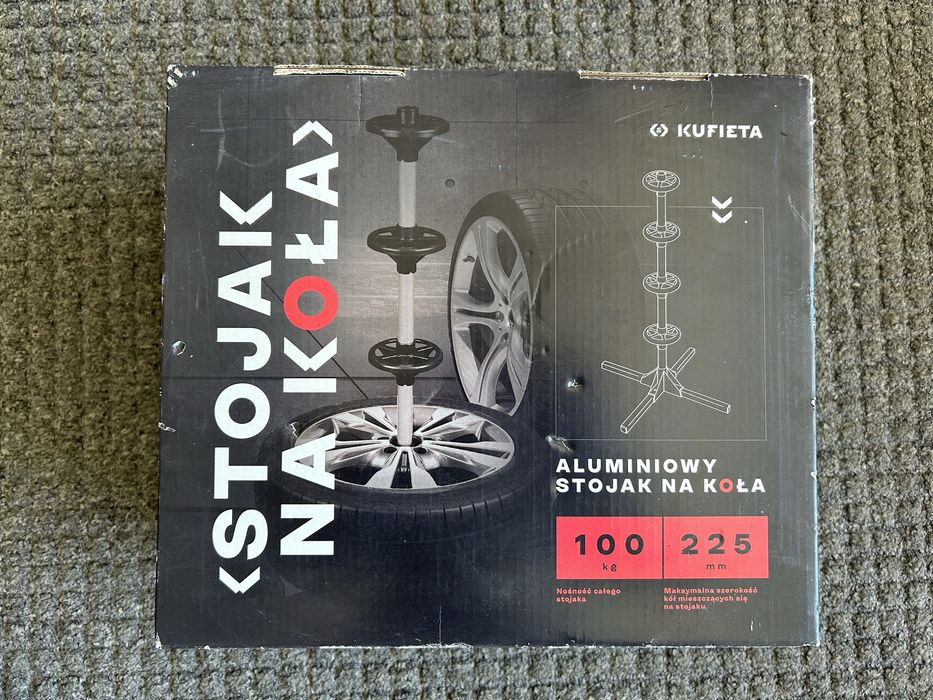 ‹STOJAK
NA KOŁA›
KUFIETA
ALUMINIOWY
STOJAK NA KOŁA
100
kg
225
mm
Nośność całego
stojaka
Maksymalna szerokość
kół mieszczących się
na stojaku.